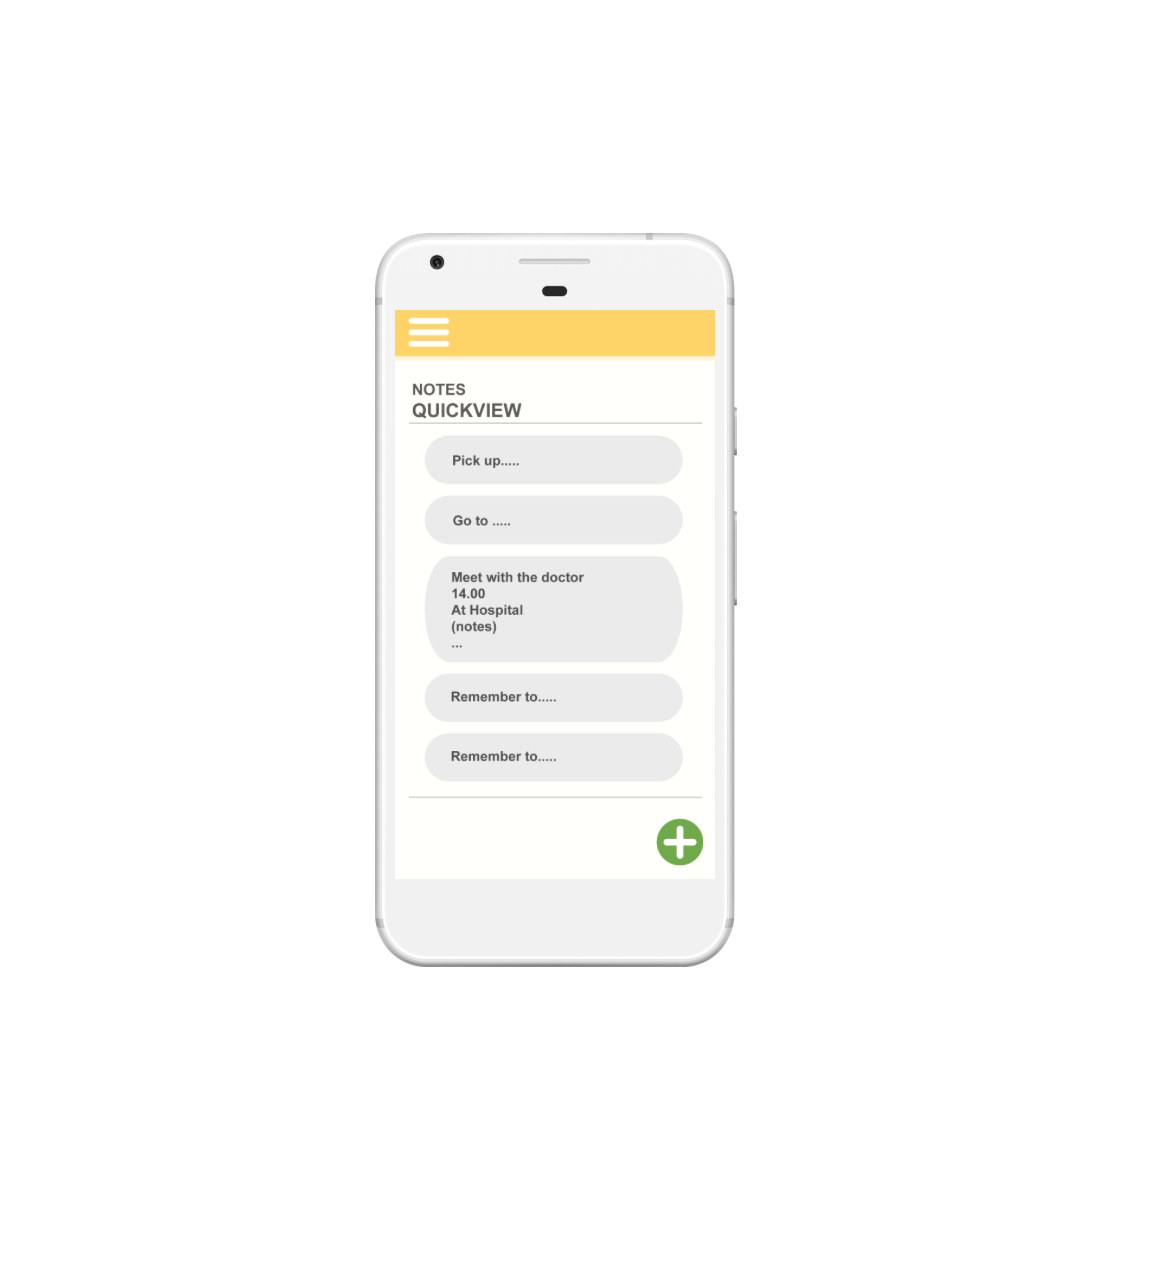 NOTES
QUICKVIEW
Pick up.....
Go to .....
Meet with the doctor
14.00
At Hospital
(notes)
...
Remember to.....
Remember to.....